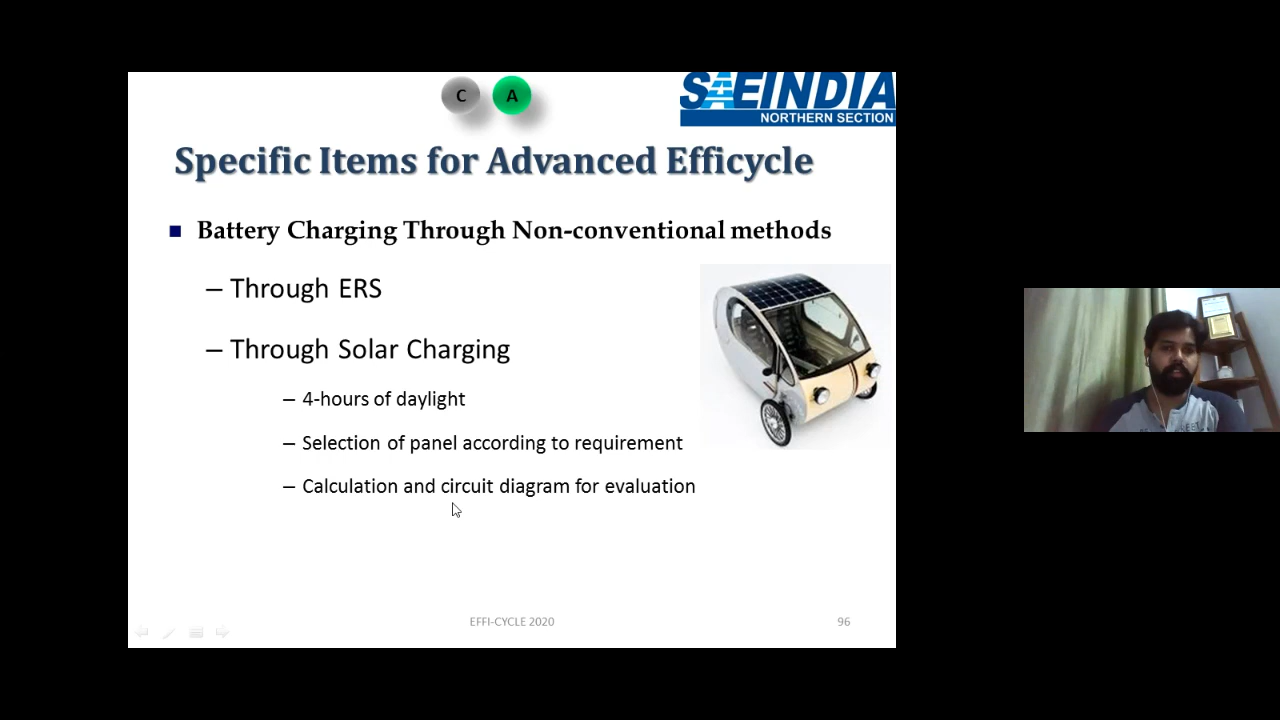 C A
SAEINDIA
NORTHERN SECTION
Specific Items for Advanced Efficycle
Battery Charging Through Non-conventional methods
– Through ERS
– Through Solar Charging
– 4-hours of daylight
– Selection of panel according to requirement
– Calculation and circuit diagram for evaluation
EFFI-CYCLE 2020
96